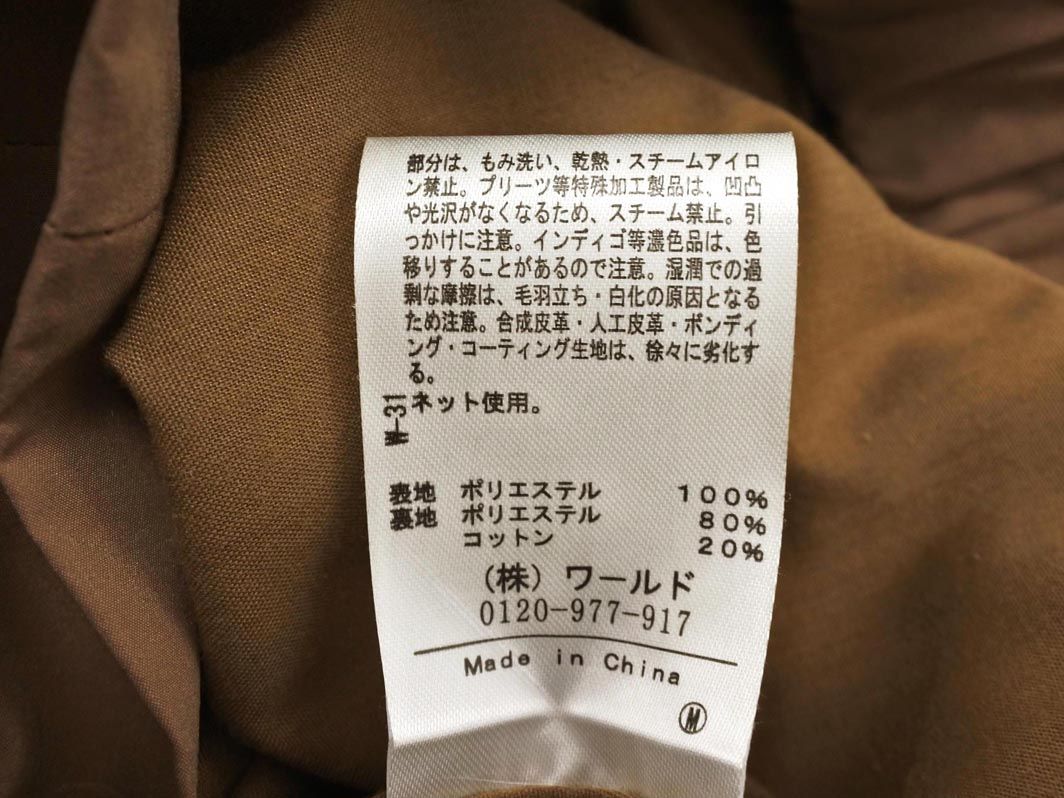 部分は、もみ洗い、乾熱・スチームアイロ
ン禁止。プリーツ等特殊加工製品は、凹凸
や光沢がなくなるため、スチーム禁止。引
っかけに注意。インディゴ等濃色品は、色
移りすることがあるので注意。湿潤での過
剰な摩擦は、毛羽立ち・白化の原因となる
ため注意。合成皮革・人工皮革・ボンディ
ング・コーティング生地は、徐々に劣化す
る。
ネット使用。
W-31
表地 ポリエステル 100%
裏地 ポリエステル 80%
コットン 20%
(株) ワールド
0120-977-917
Made in China
M